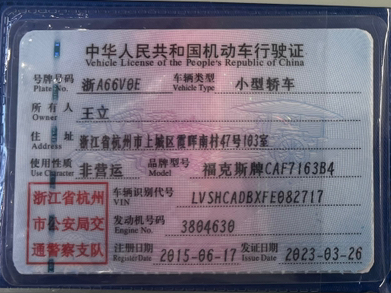 中华人民共和国机动车行驶证
Vehicle License of the People's Republic of China
号牌号码 浙A66V0E 车辆类型 小型轿车
Plate No. Vehicle Type
所有人 王立
Owner
住址 浙江省杭州市上城区霞晖南村47号103室
Address
使用性质 非营运 品牌型号 福克斯牌CAF7163B4
Use Character Model
浙江省杭州市公安局交通警察支队
车辆识别代号 LVSHCADBXFE082717
VIN
发动机号码 3804630
Engine No.
注册日期 2015-06-17 发证日期 2023-03-26
Register Date Issue Date